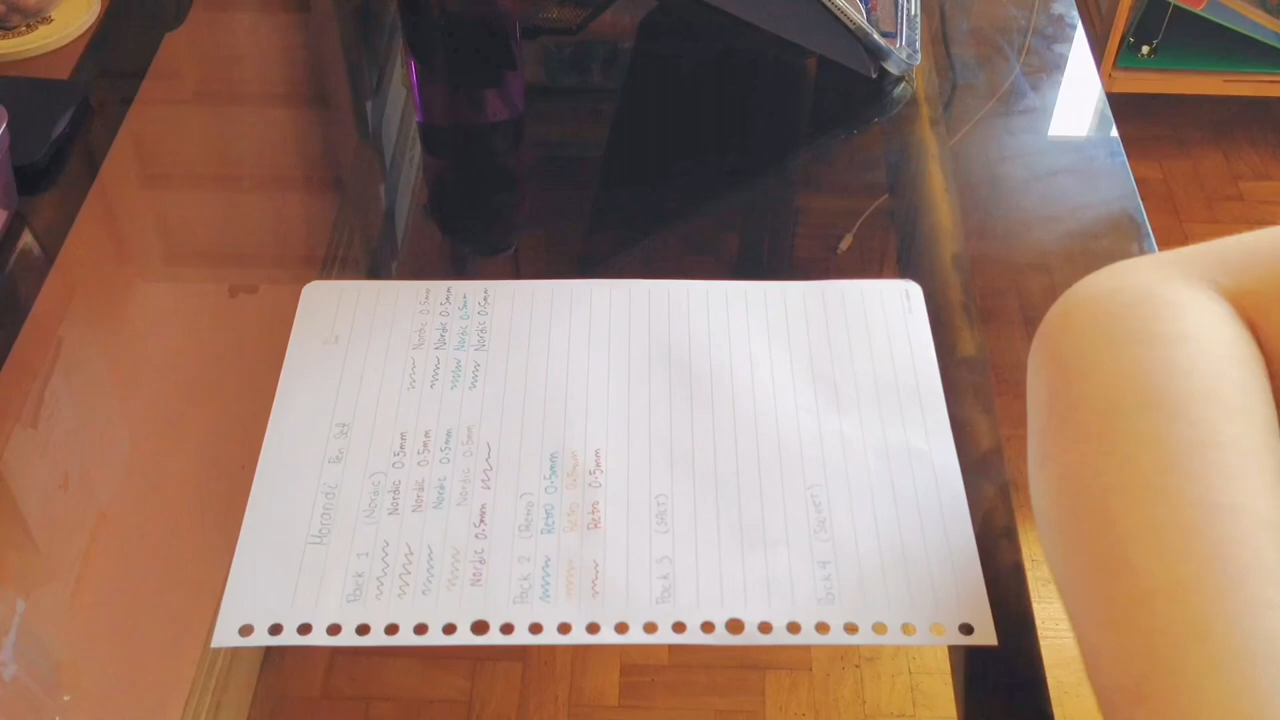 Morandi Pen Set
Pack 1 (Nordic)
Nordic 0.5mm
Nordic 0.5mm Nordic 0.5mm
Nordic 0.5mm Nordic 0.5mm
Nordic 0.5mm Nordic 0.5mm
Nordic 0.5mm Nordic 0.5mm
Pack 2 (Retro)
Retro 0.5mm
Retro 0.5mm
Retro 0.5mm
Pack 3 (SALT)
Pack 4 (SWEET)